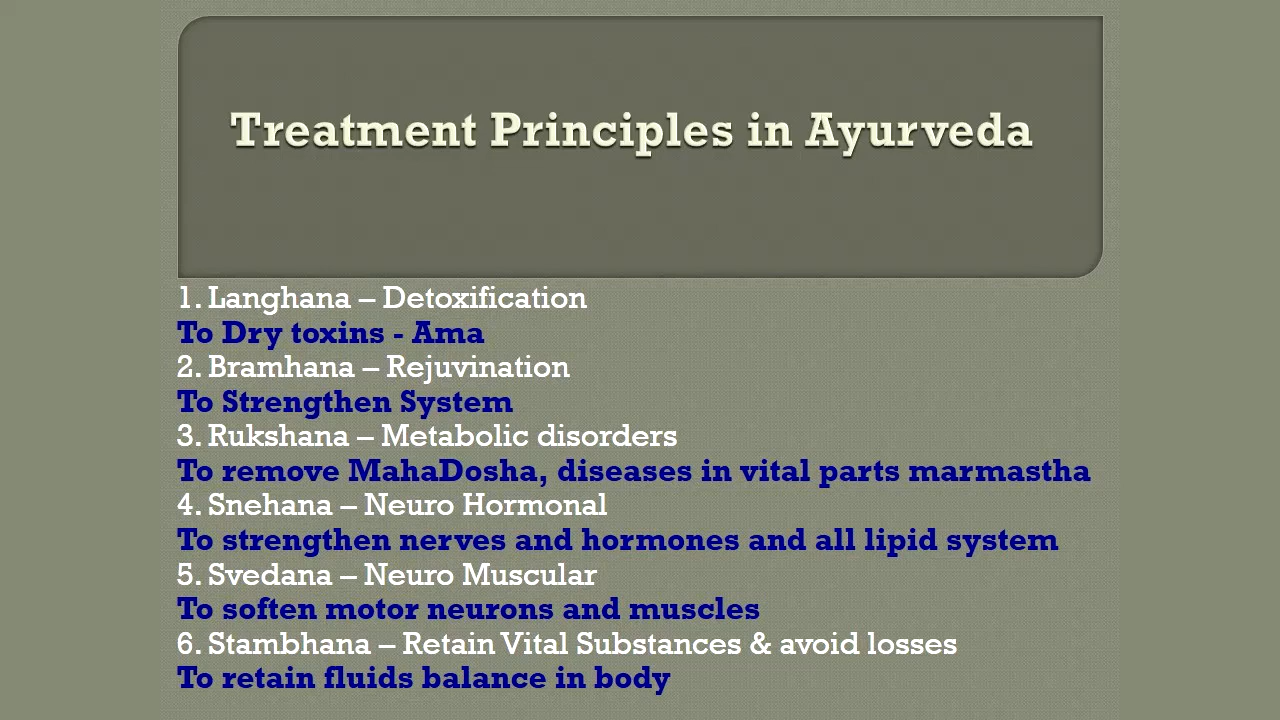 Treatment Principles in Ayurveda
1. Langhana – Detoxification
To Dry toxins - Ama
2. Bramhana – Rejuvination
To Strengthen System
3. Rukshana – Metabolic disorders
To remove MahaDosha, diseases in vital parts marmastha
4. Snehana – Neuro Hormonal
To strengthen nerves and hormones and all lipid system
5. Svedana – Neuro Muscular
To soften motor neurons and muscles
6. Stambhana – Retain Vital Substances & avoid losses
To retain fluids balance in body